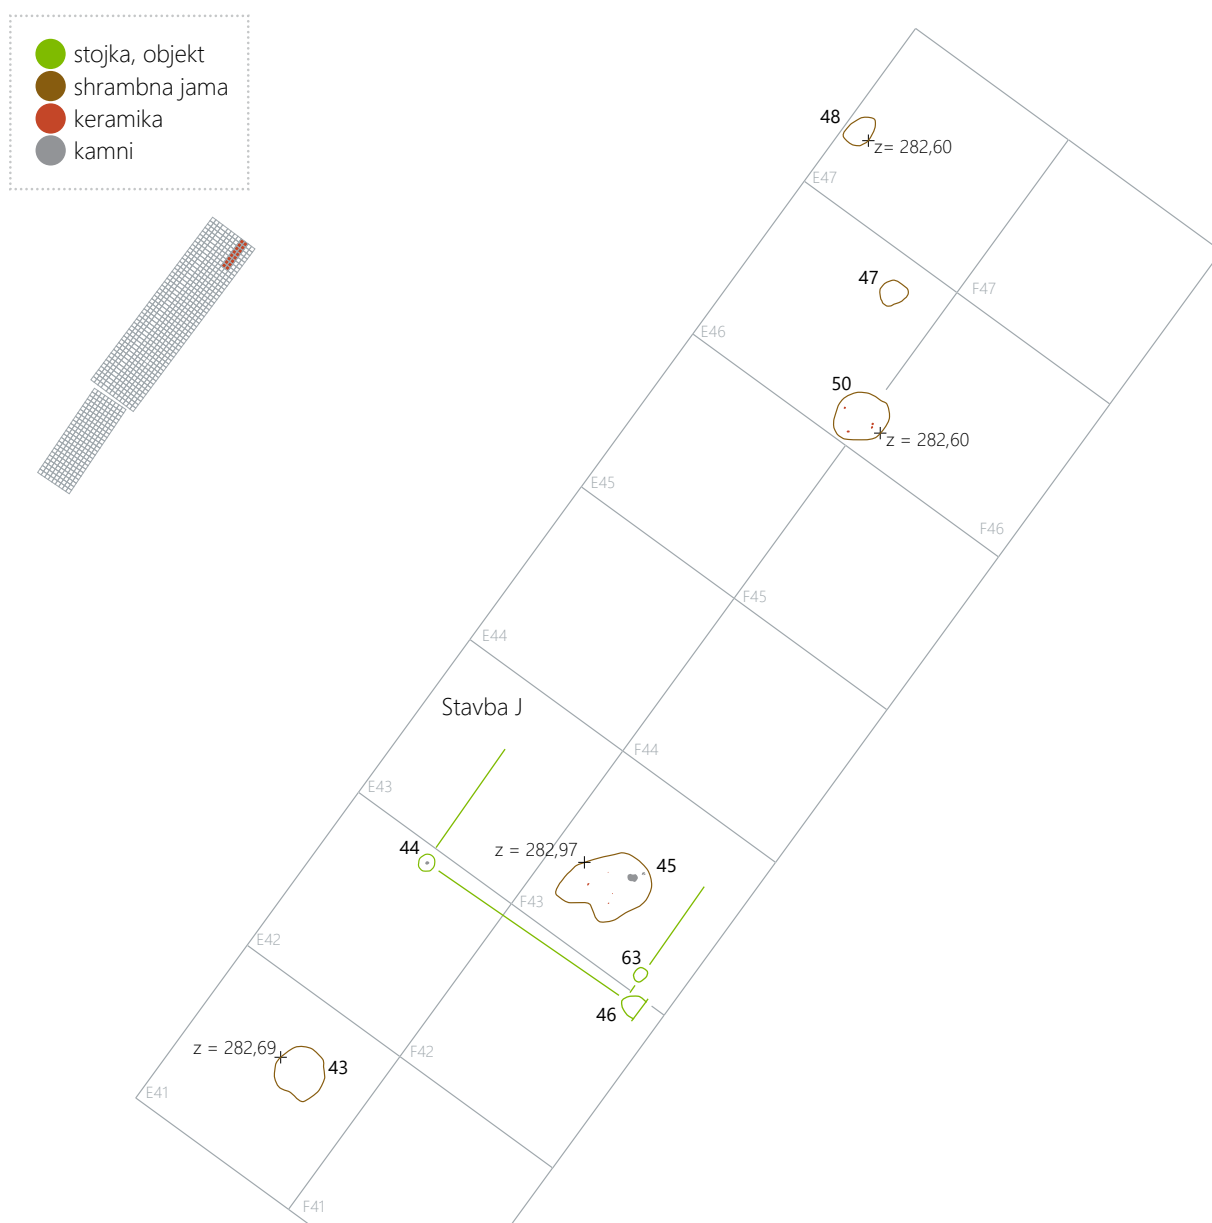 stojka, objekt
shrambna jama
keramika
kamni
48
z= 282,60
E47
47
F47
E46
50
z = 282,60
E45
F46
F45
E44
Stavba J
F44
E43
44
z = 282,97
45
F43
E42
63
46
z = 282,69
43
F42
E41
F41